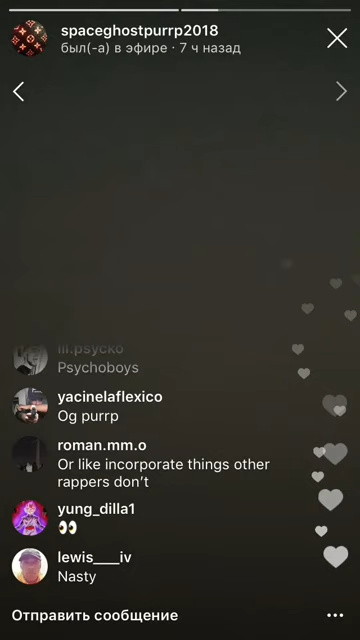 spaceghostpurrp2018
был(-а) в эфире · 7 ч назад
lil.psycko
Psychoboys
yacinelaflexico
Og purrp
roman.mm.o
Or like incorporate things other
rappers don’t
yung_dilla1
👀
lewis____iv
Nasty
Отправить сообщение